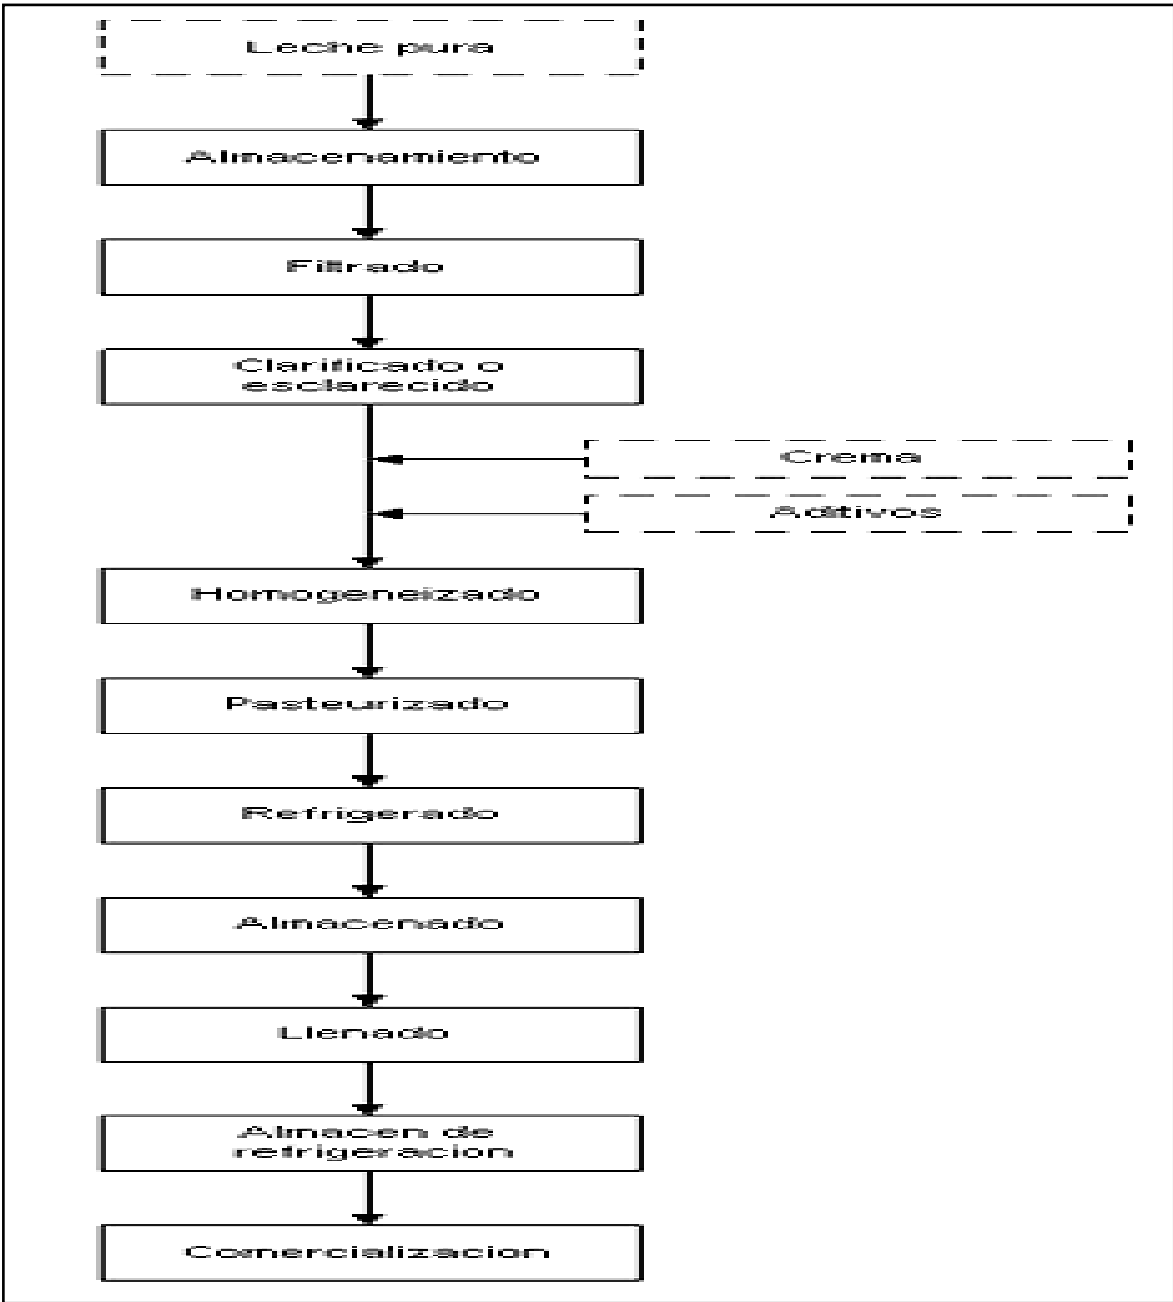 Leche pura
Almacenamiento
Filtrado
Clarificado o
esclarecido
Crema
Aditivos
Homogeneizado
Pasteurizado
Refrigerado
Almacenado
Llenado
Almacen de
refrigeracion
Comercializacion